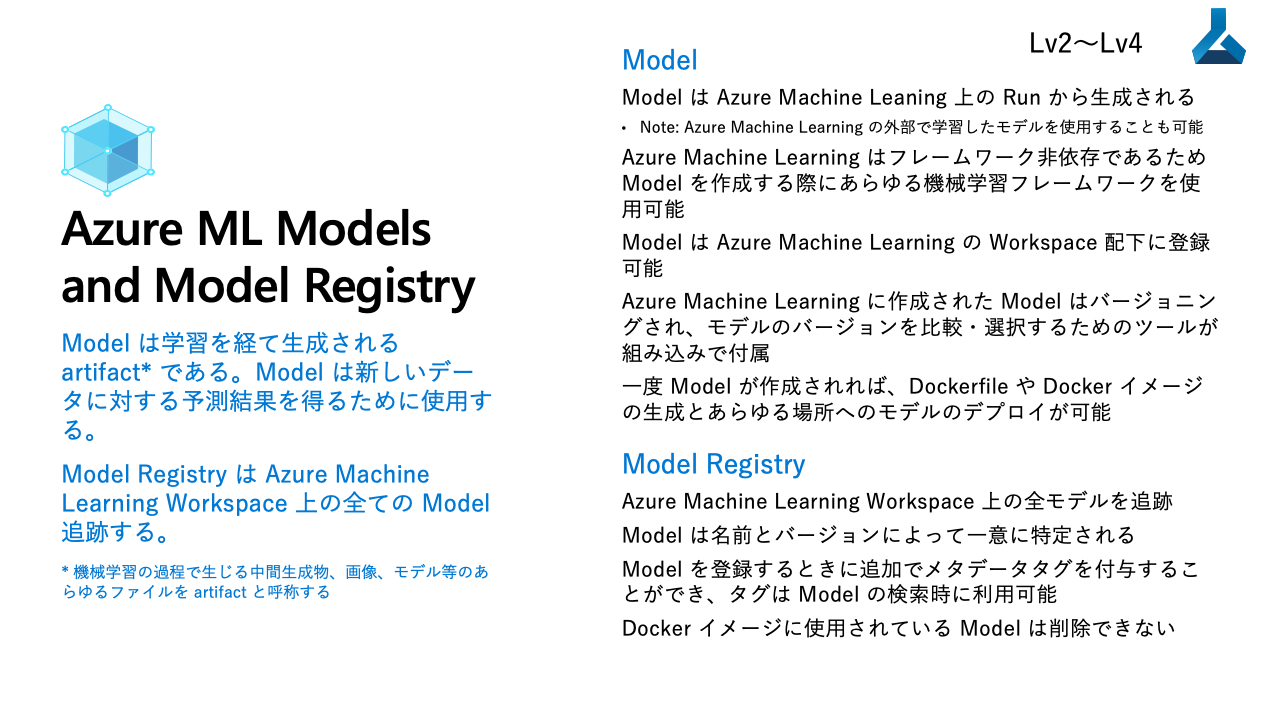 Lv2～Lv4
Azure ML Models
and Model Registry
Model は学習を経て生成される
artifact* である。Model は新しいデー
タに対する予測結果を得るために使用す
る。
Model Registry は Azure Machine
Learning Workspace 上の全ての Model
追跡する。
* 機械学習の過程で生じる中間生成物、画像、モデル等のあ
らゆるファイルを artifact と呼称する
Model
Model は Azure Machine Leaning 上の Run から生成される
• Note: Azure Machine Learning の外部で学習したモデルを使用することも可能
Azure Machine Learning はフレームワーク非依存であるため
Model を作成する際にあらゆる機械学習フレームワークを使
用可能
Model は Azure Machine Learning の Workspace 配下に登録
可能
Azure Machine Learning に作成された Model はバージョニン
グされ、モデルのバージョンを比較・選択するためのツールが
組み込みで付属
一度 Model が作成されれば、Dockerfile や Docker イメージ
の生成とあらゆる場所へのモデルのデプロイが可能
Model Registry
Azure Machine Learning Workspace 上の全モデルを追跡
Model は名前とバージョンによって一意に特定される
Model を登録するときに追加でメタデータタグを付与するこ
とができ、タグは Model の検索時に利用可能
Docker イメージに使用されている Model は削除できない